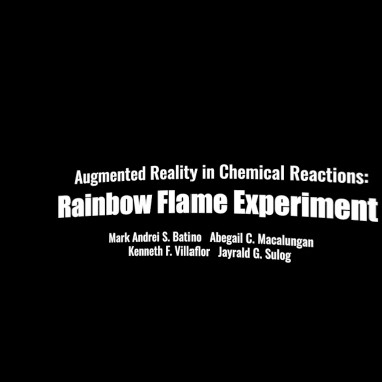 Augmented Reality in Chemical Reactions:
Rainbow Flame Experiment
Mark Andrei S. Batino Abegail C. Macalungan
Kenneth F. Villaflor Jayrald G. Sulog